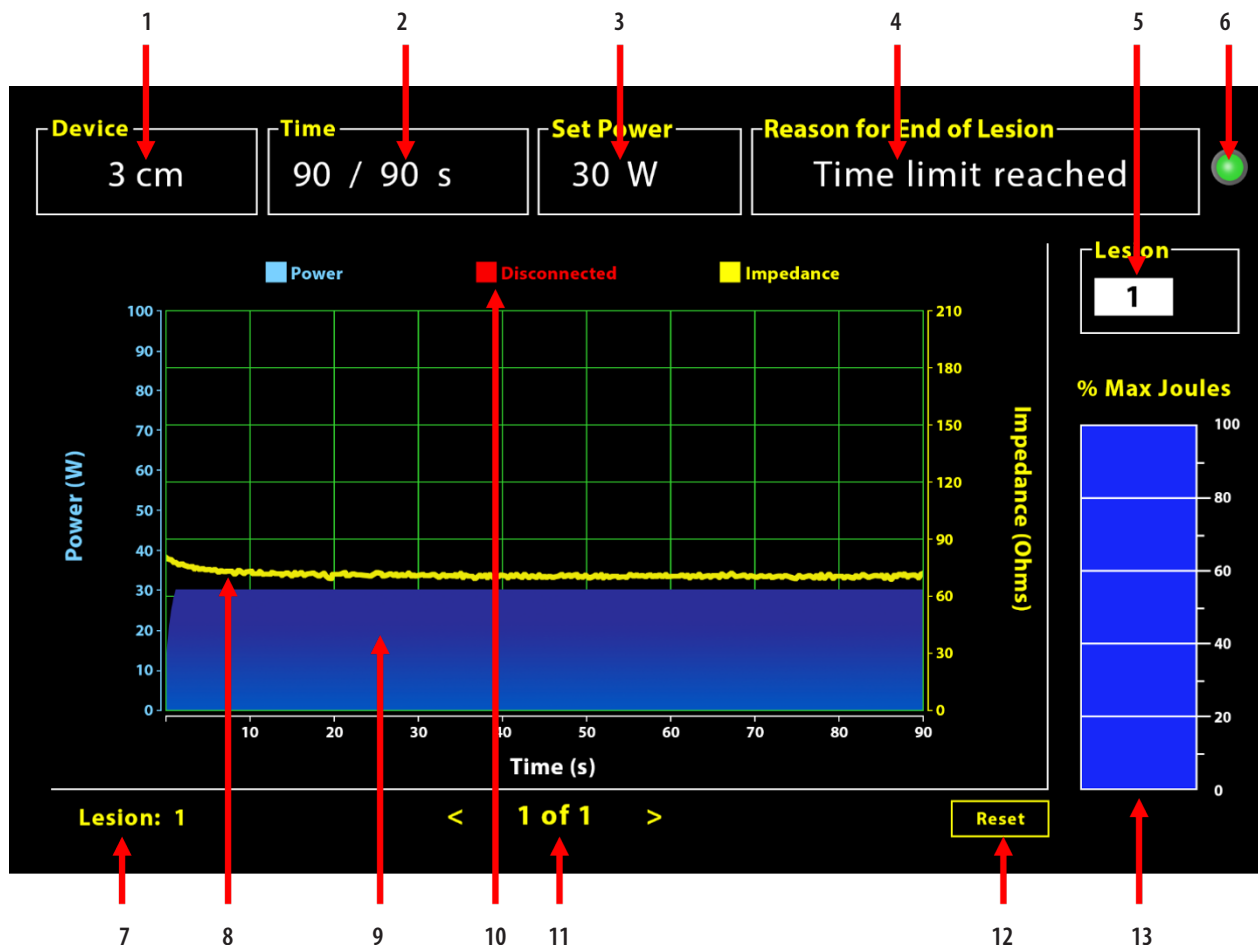 1 2 3 4 5 6
Device Time Set Power Reason for End of Lesion
3 cm 90 / 90 s 30 W Time limit reached
Lesion
1
Power Disconnected Impedance
% Max Joules
Power (W)
100
90
80
70
60
50
40
30
20
10
0
210
180
150
120
90
60
30
0
Impedance (Ohms)
100
80
60
40
20
0
10 20 30 40 50 60 70 80 90
Time (s)
Lesion: 1 < 1 of 1 > Reset
7 8 9 10 11 12 13